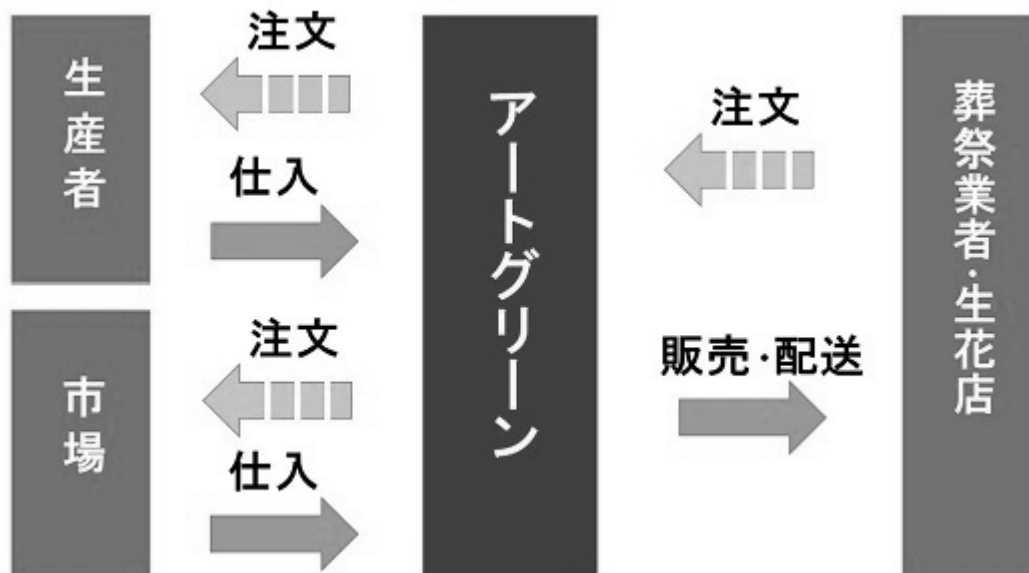 生産者
注文
仕入
市場
注文
仕入
アートグリーン
注文
販売・配送
葬祭業者・生花店